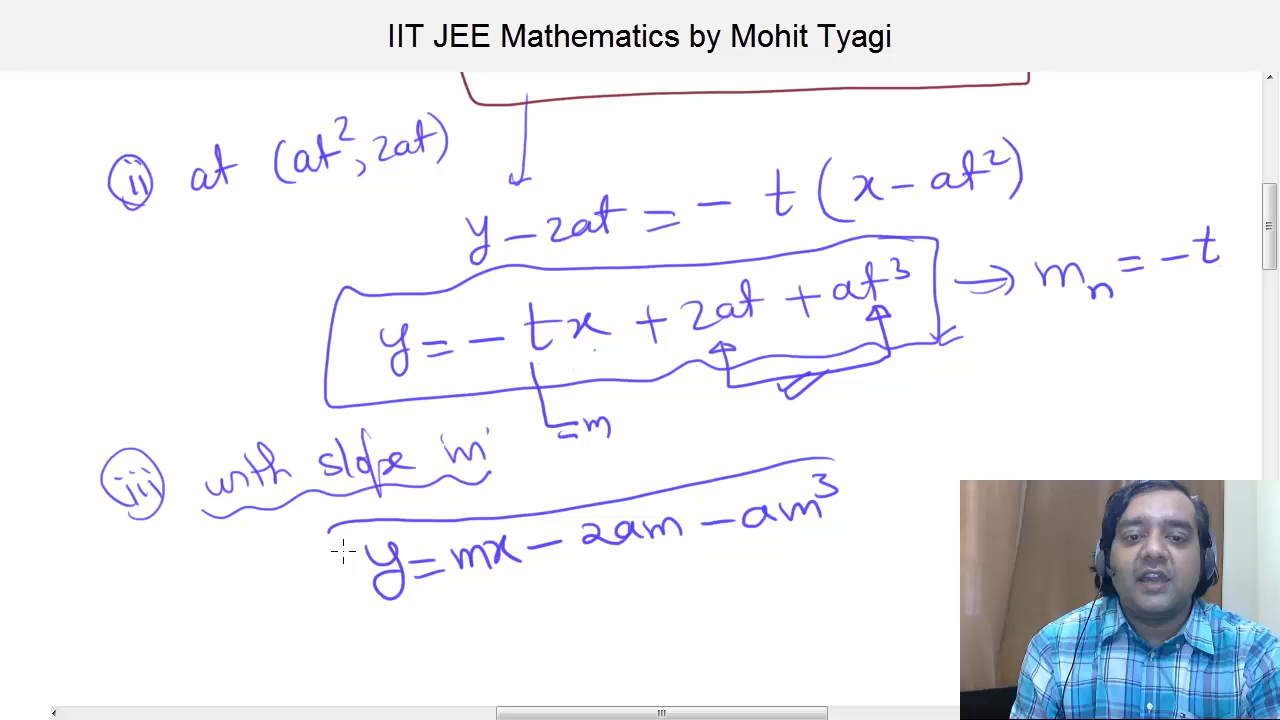 IIT JEE Mathematics by Mohit Tyagi
(ii) at (at², 2at)
y - 2at = - t (x - at²)
y = - tx + 2at + at³ → mₙ = -t
= m
(iii) with slope 'm'
y = mx - 2am - am³